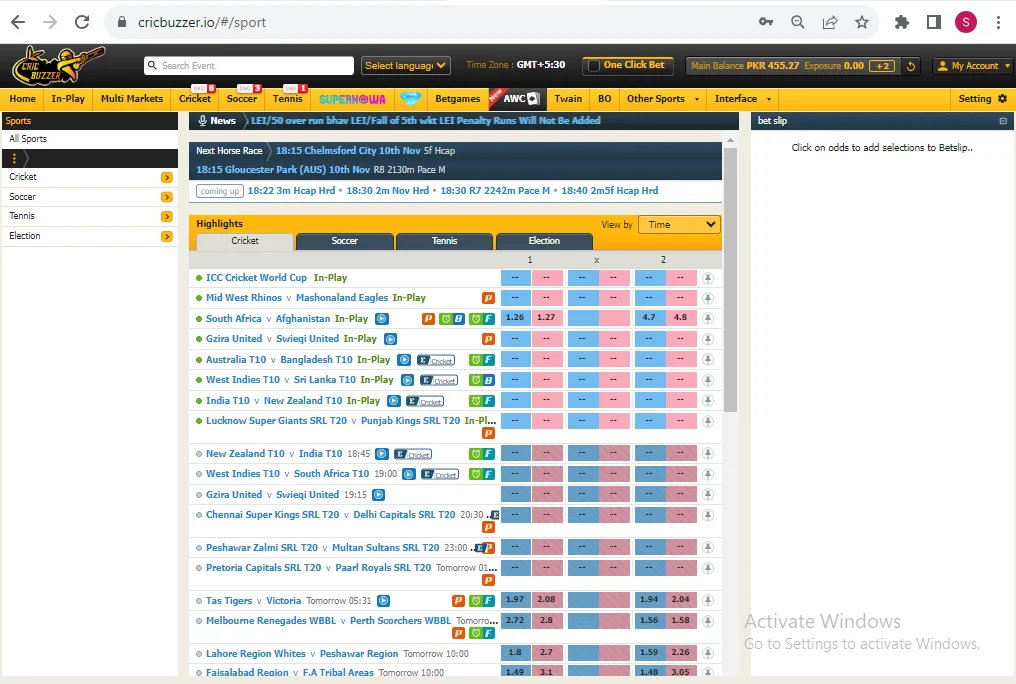 cricbuzzer.io/#/sport
S
CRIC BUZZER
Search Event
Select language
Time Zone : GMT+5:30
One Click Bet
Main Balance PKR 455.27 Exposure 0.00 +2
My Account
Home In-Play Multi Markets Cricket LIVE 8 Soccer LIVE 3 Tennis LIVE 1 SUPERNOWA Betgames New AWC Twain BO Other Sports Interface Setting
Sports
All Sports
Cricket
Soccer
Tennis
Election
News LEI/50 over run bhav LEI/Fall of 5th wkt LEI Penalty Runs Will Not Be Added
Next Horse Race 18:15 Chelmsford City 10th Nov 5f Hcap
18:15 Gloucester Park (AUS) 10th Nov R8 2130m Pace M
coming up 18:22 3m Hcap Hrd • 18:30 2m Nov Hrd • 18:30 R7 2242m Pace M • 18:40 2m5f Hcap Hrd
Highlights View by Time
Cricket Soccer Tennis Election
1 x 2
ICC Cricket World Cup In-Play -- -- -- -- -- --
Mid West Rhinos v Mashonaland Eagles In-Play P -- -- -- -- -- --
South Africa v Afghanistan In-Play P B F 1.26 1.27 4.7 4.8
Gzira United v Swieqi United In-Play P -- -- -- -- -- --
Australia T10 v Bangladesh T10 In-Play E Cricket F -- -- -- -- -- --
West Indies T10 v Sri Lanka T10 In-Play E Cricket B -- -- -- -- -- --
India T10 v New Zealand T10 In-Play E Cricket F -- -- -- -- -- --
Lucknow Super Giants SRL T20 v Punjab Kings SRL T20 In-Pl... -- -- -- -- -- --
P
New Zealand T10 v India T10 18:45 E Cricket F -- -- -- -- -- --
West Indies T10 v South Africa T10 19:00 E Cricket F -- -- -- -- -- --
Gzira United v Swieqi United 19:15 -- -- -- -- -- --
Chennai Super Kings SRL T20 v Delhi Capitals SRL T20 20:30 ..E -- -- -- -- -- --
P
Peshawar Zalmi SRL T20 v Multan Sultans SRL T20 23:00 ..E P -- -- -- -- -- --
Pretoria Capitals SRL T20 v Paarl Royals SRL T20 Tomorrow 01... -- -- -- -- -- --
P
Tas Tigers v Victoria Tomorrow 05:31 P F 1.97 2.08 1.94 2.04
Melbourne Renegades WBBL v Perth Scorchers WBBL Tomorro... 2.72 2.8 1.56 1.58
P F
Lahore Region Whites v Peshawar Region Tomorrow 10:00 1.8 2.7 1.59 2.26
Faisalabad Region v F.A Tribal Areas Tomorrow 10:00 1.49 3.1 1.48 3.05
bet slip
Click on odds to add selections to Betslip..
Activate Windows
Go to Settings to activate Windows.